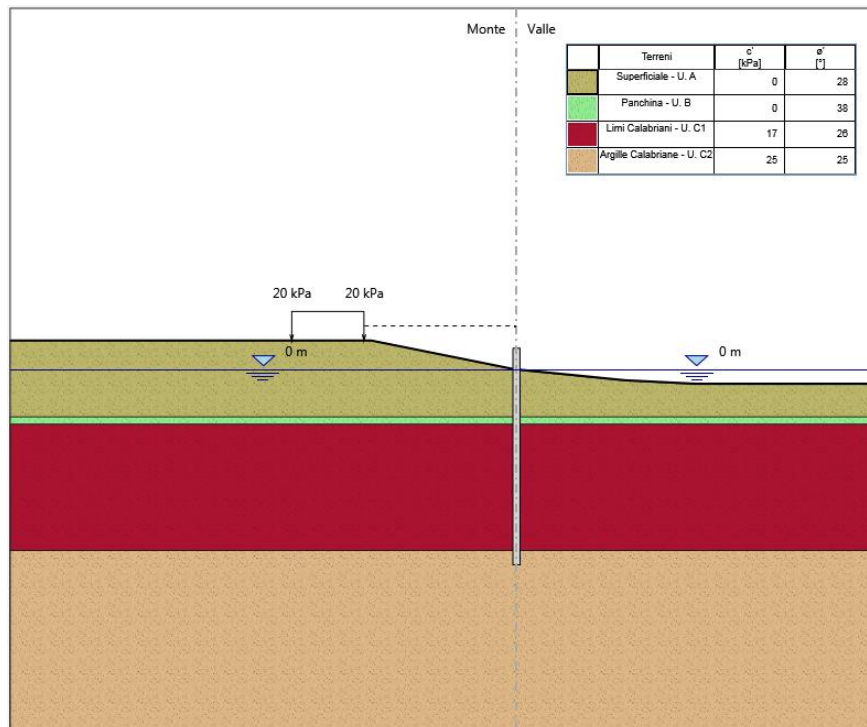 Monte Valle
Terreni c' ø'
[kPa] [°]
Superficiale - U. A 0 28
Panchina - U. B 0 38
Limi Calabriani - U. C1 17 26
Argille Calabriane - U. C2 25 25
20 kPa 20 kPa
0 m 0 m